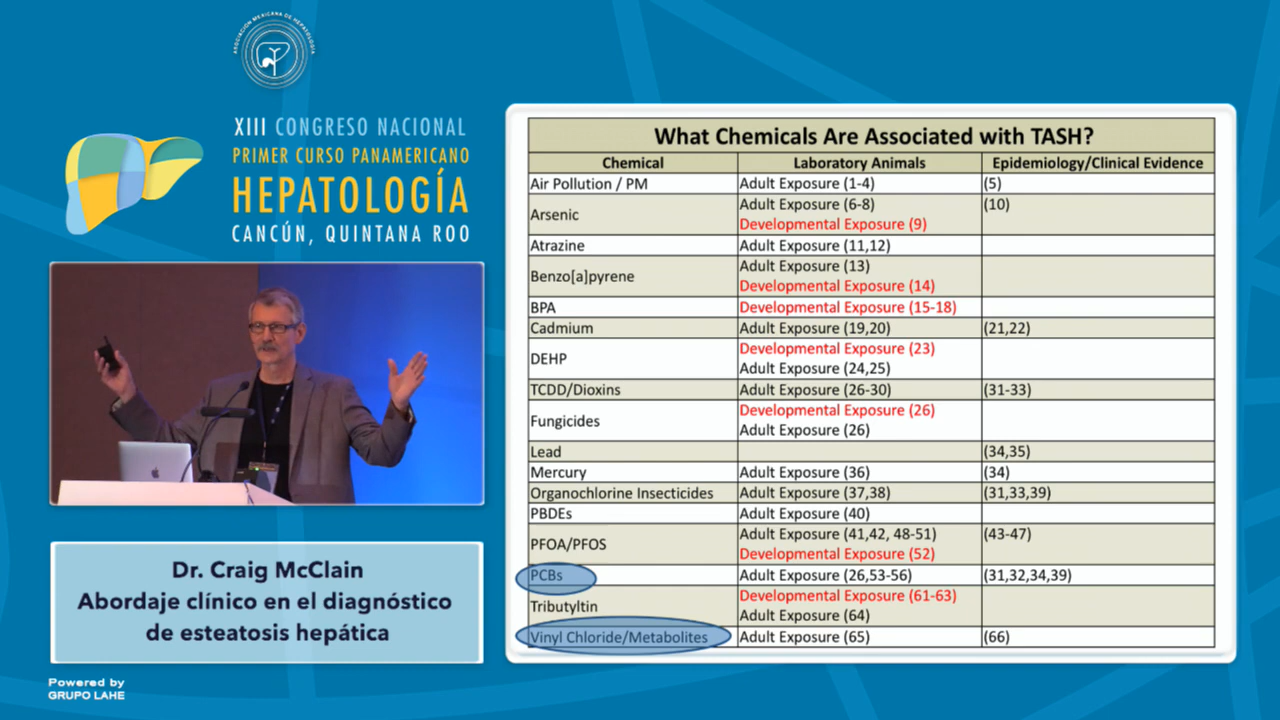 ASOCIACIÓN MEXICANA DE HEPATOLOGÍA
XIII CONGRESO NACIONAL
PRIMER CURSO PANAMERICANO
HEPATOLOGÍA
CANCÚN, QUINTANA ROO
Dr. Craig McClain
Abordaje clínico en el diagnóstico
de esteatosis hepática
Powered by
GRUPO LAHE
What Chemicals Are Associated with TASH?
Chemical Laboratory Animals Epidemiology/Clinical Evidence
Air Pollution / PM Adult Exposure (1-4) (5)
Arsenic Adult Exposure (6-8) (10)
Developmental Exposure (9)
Atrazine Adult Exposure (11,12)
Benzo[a]pyrene Adult Exposure (13)
Developmental Exposure (14)
BPA Developmental Exposure (15-18)
Cadmium Adult Exposure (19,20) (21,22)
DEHP Developmental Exposure (23)
Adult Exposure (24,25)
TCDD/Dioxins Adult Exposure (26-30) (31-33)
Fungicides Developmental Exposure (26)
Adult Exposure (26)
Lead (34,35)
Mercury Adult Exposure (36) (34)
Organochlorine Insecticides Adult Exposure (37,38) (31,33,39)
PBDEs Adult Exposure (40)
PFOA/PFOS Adult Exposure (41,42, 48-51) (43-47)
Developmental Exposure (52)
PCBs Adult Exposure (26,53-56) (31,32,34,39)
Tributyltin Developmental Exposure (61-63)
Adult Exposure (64)
Vinyl Chloride/Metabolites Adult Exposure (65) (66)